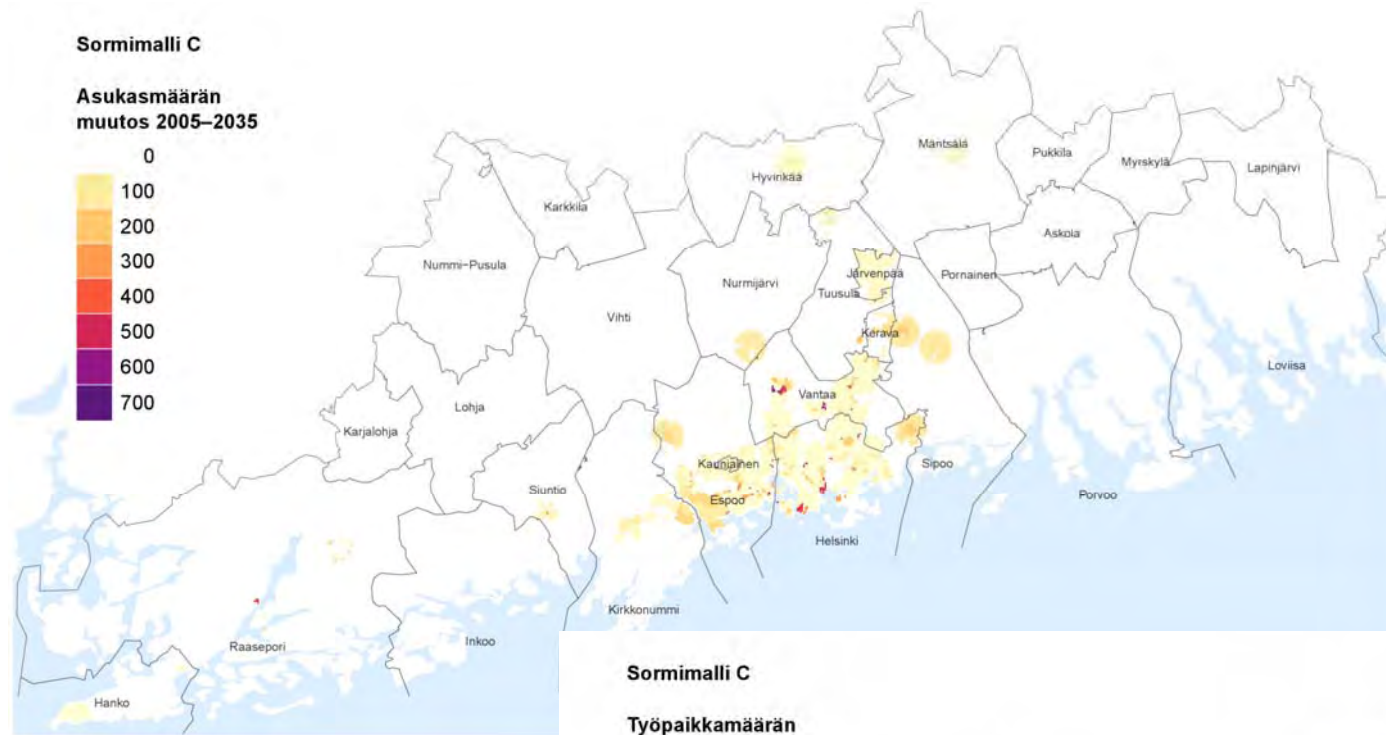 Sormimalli C
Asukasmäärän
muutos 2005–2035
0
100
200
300
400
500
600
700
Mäntsälä
Pukkila
Myrskylä
Lapinjärvi
Hyvinkää
Karkkila
Askola
Nummi-Pusula
Järvenpää
Pornainen
Nurmijärvi
Tuusula
Vihti
Kerava
Loviisa
Vantaa
Lohja
Karjalohja
Kauniainen
Sipoo
Siuntio
Espoo
Porvoo
Helsinki
Kirkkonummi
Raasepori
Inkoo
Hanko
Sormimalli C
Työpaikkamäärän